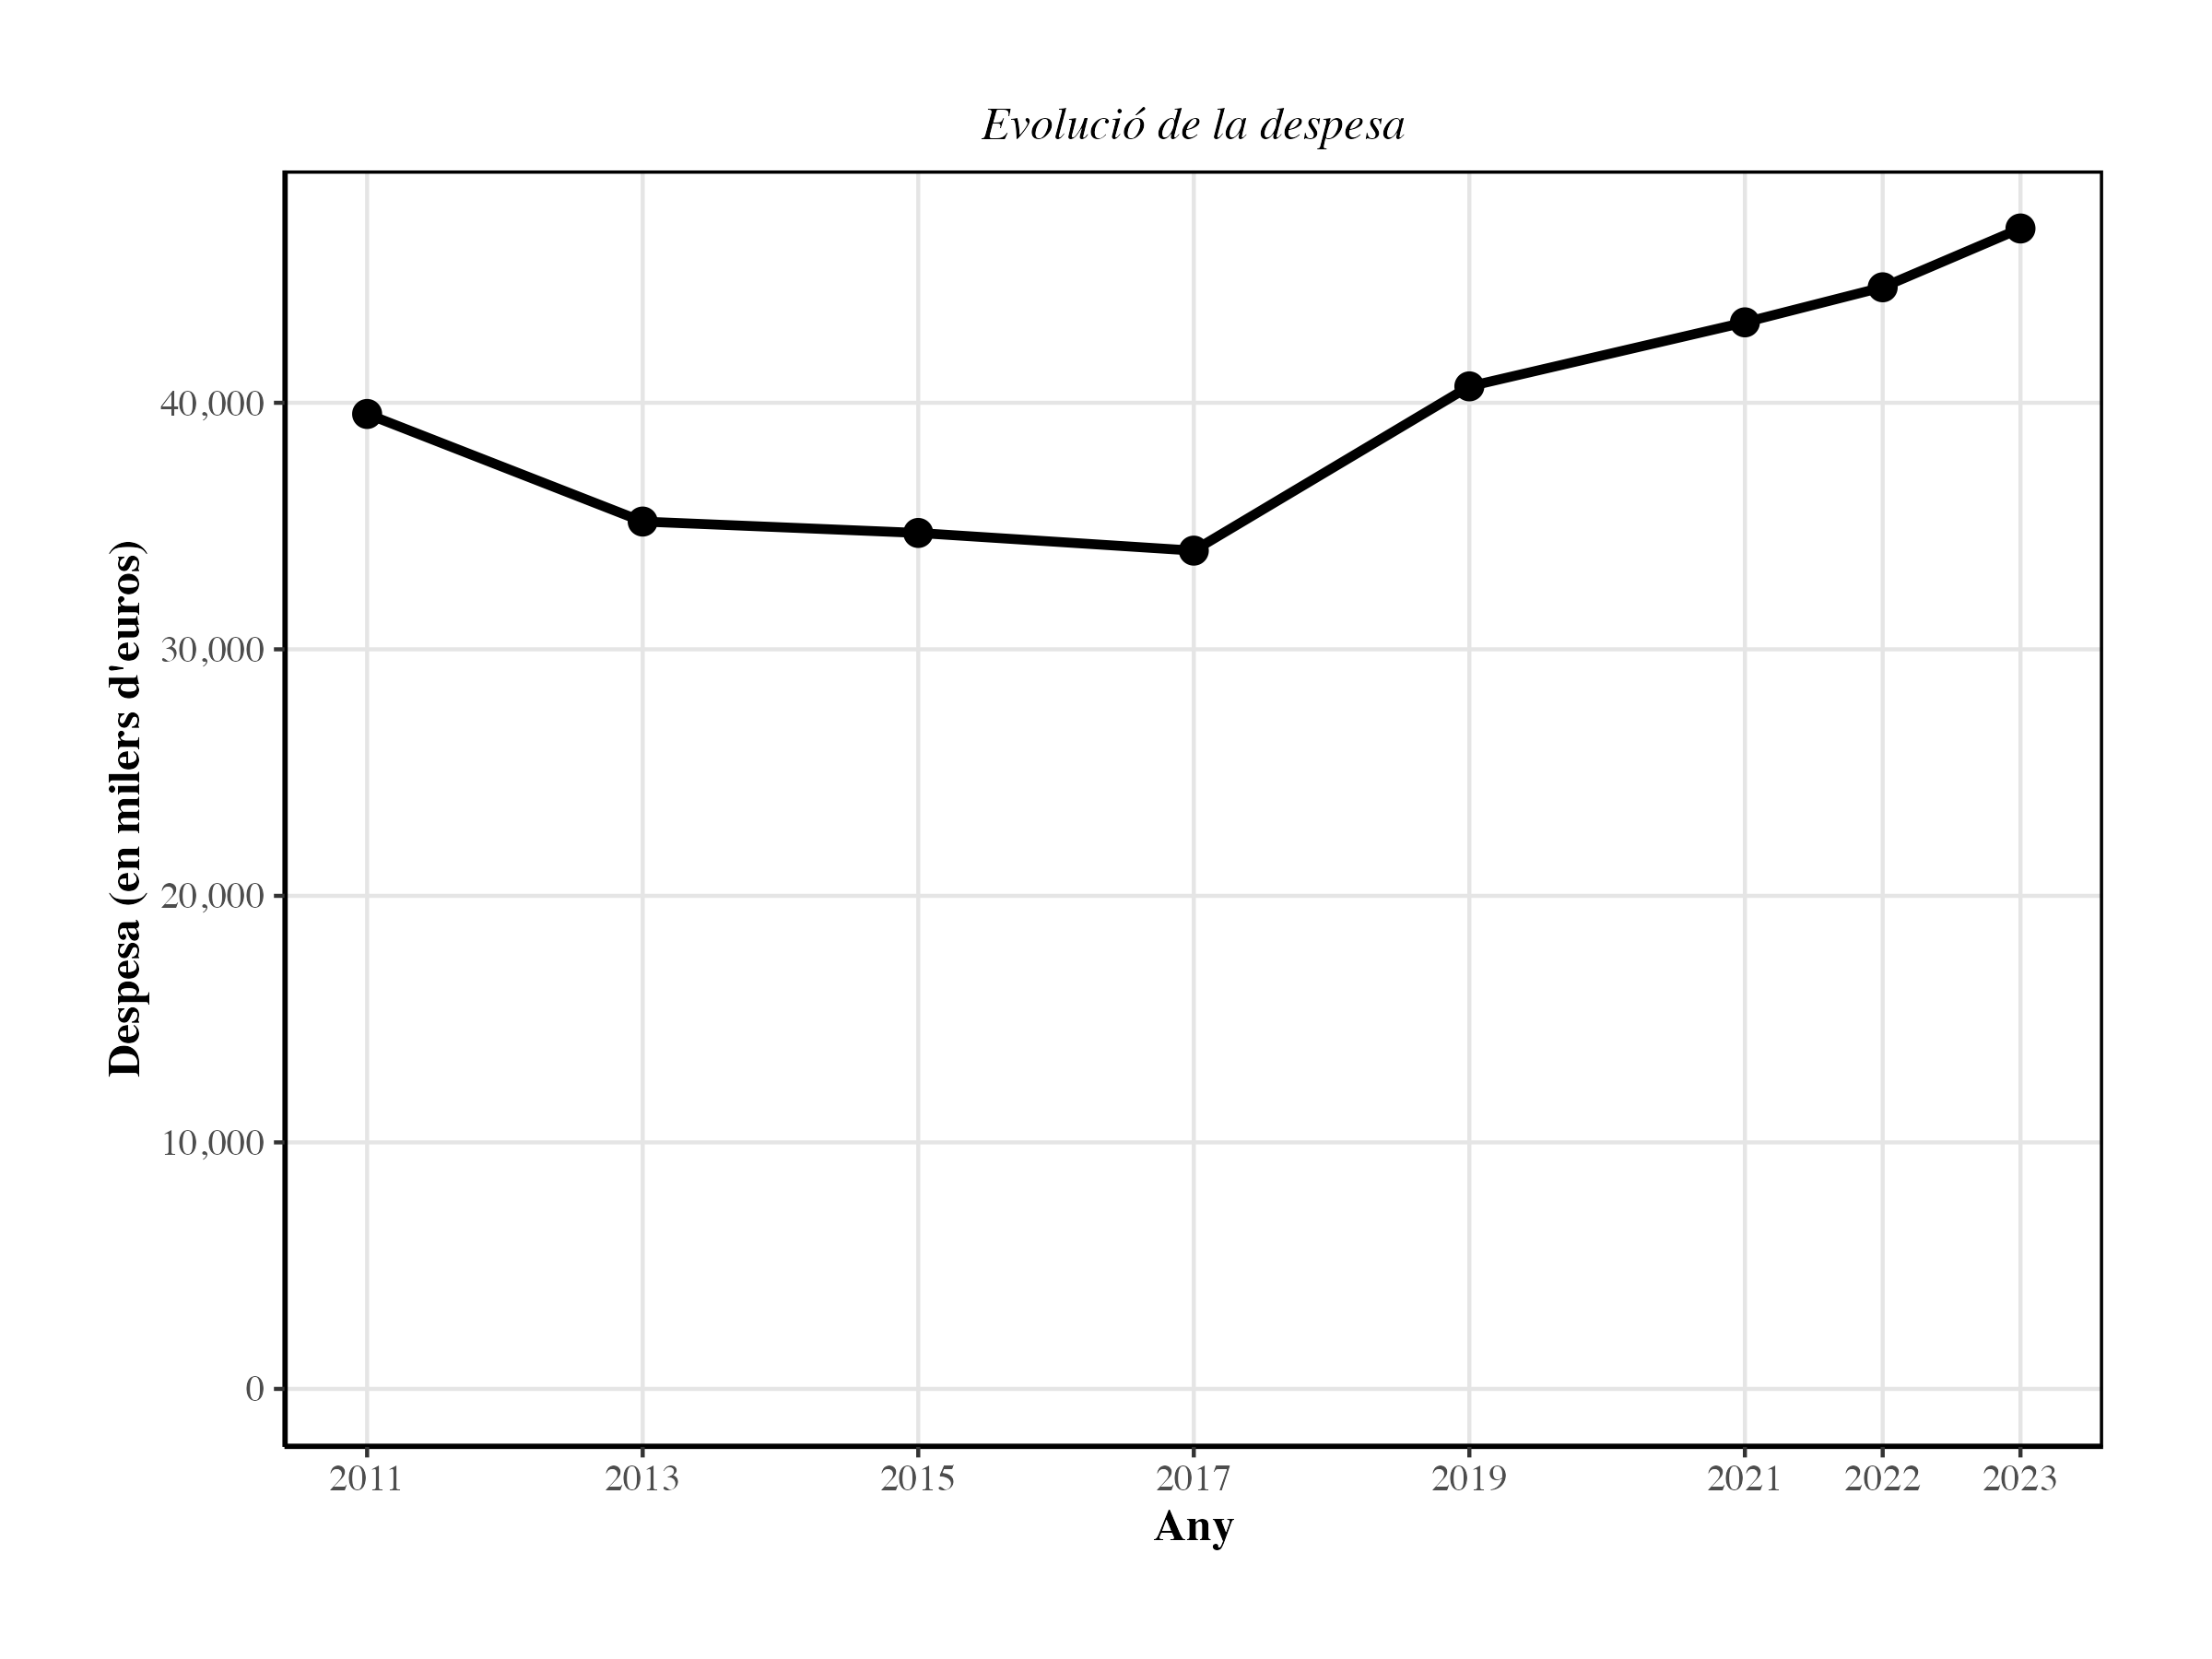 Evolució de la despesa
Despesa (en milers d'euros)
40,000
30,000
20,000
10,000
0
2011 2013 2015 2017 2019 2021 2022 2023
Any